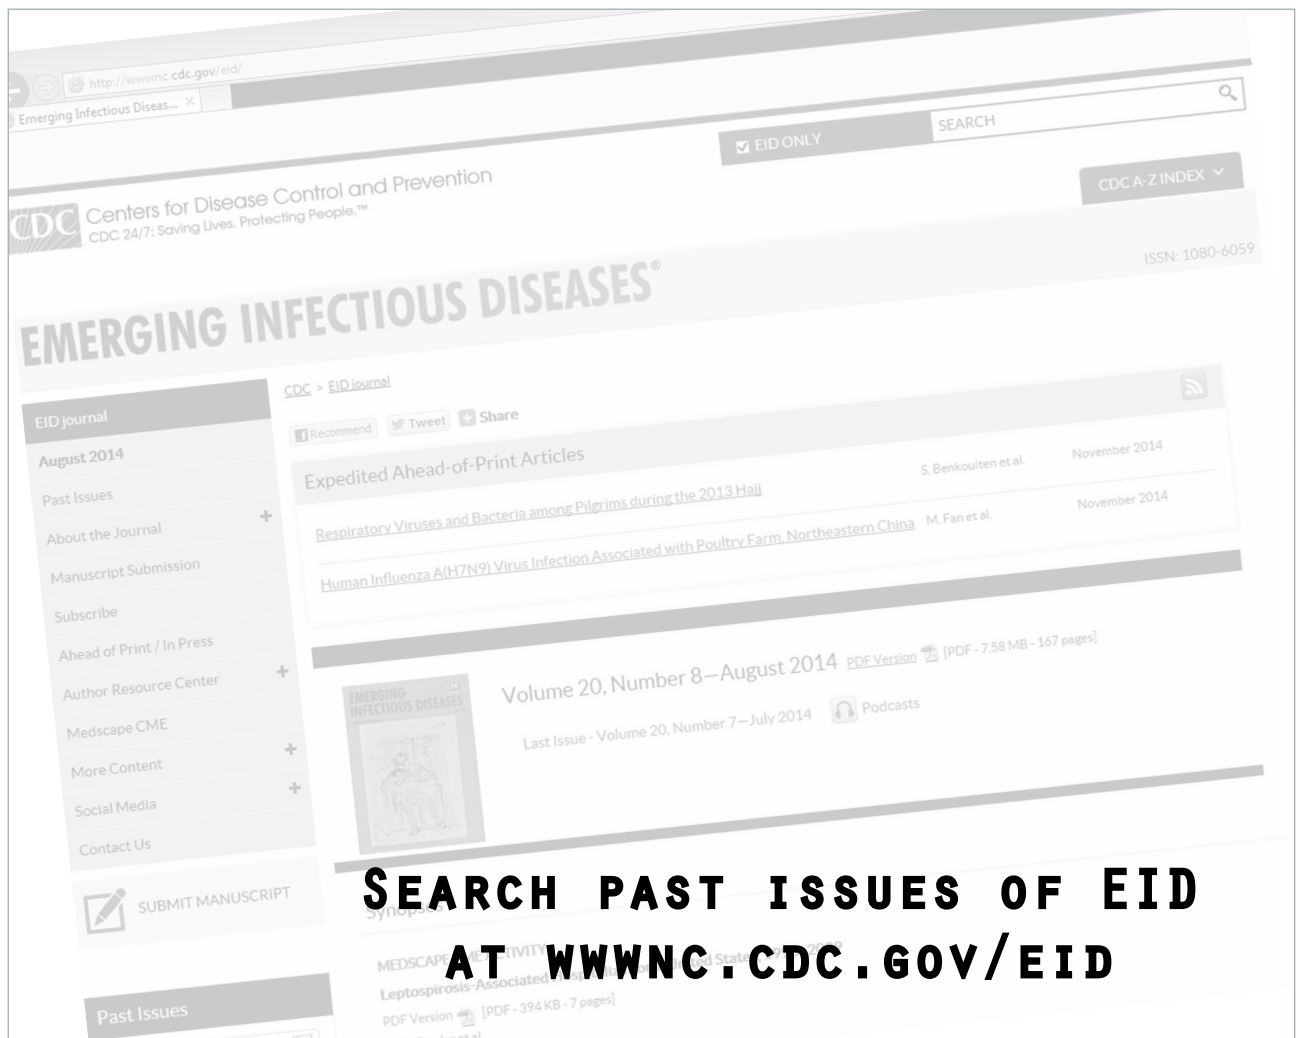 http://wwwnc.cdc.gov/eid/
Emerging Infectious Diseas...
EID ONLY
SEARCH
CDC A-Z INDEX
CDC
Centers for Disease Control and Prevention
CDC 24/7: Saving Lives. Protecting People.™
ISSN: 1080-6059
EMERGING INFECTIOUS DISEASES®
CDC > EID journal
Recommend Tweet Share
EID journal
August 2014
Past Issues
About the Journal
Manuscript Submission
Subscribe
Ahead of Print / In Press
Author Resource Center
Medscape CME
More Content
Social Media
Contact Us
SUBMIT MANUSCRIPT
Past Issues
Expedited Ahead-of-Print Articles
Respiratory Viruses and Bacteria among Pilgrims during the 2013 Hajj S. Benkouiten et al. November 2014
Human Influenza A(H7N9) Virus Infection Associated with Poultry Farm, Northeastern China M. Fan et al. November 2014
EMERGING
INFECTIOUS DISEASES
Volume 20, Number 8—August 2014 PDF Version [PDF - 7.58 MB - 167 pages]
Last Issue - Volume 20, Number 7—July 2014 Podcasts
Synopses
SEARCH PAST ISSUES OF EID
AT WWWNC.CDC.GOV/EID
MEDSCAPE CME ACTIVITY
Leptospirosis-Associated United States,
PDF Version [PDF - 394 KB - 7 pages]